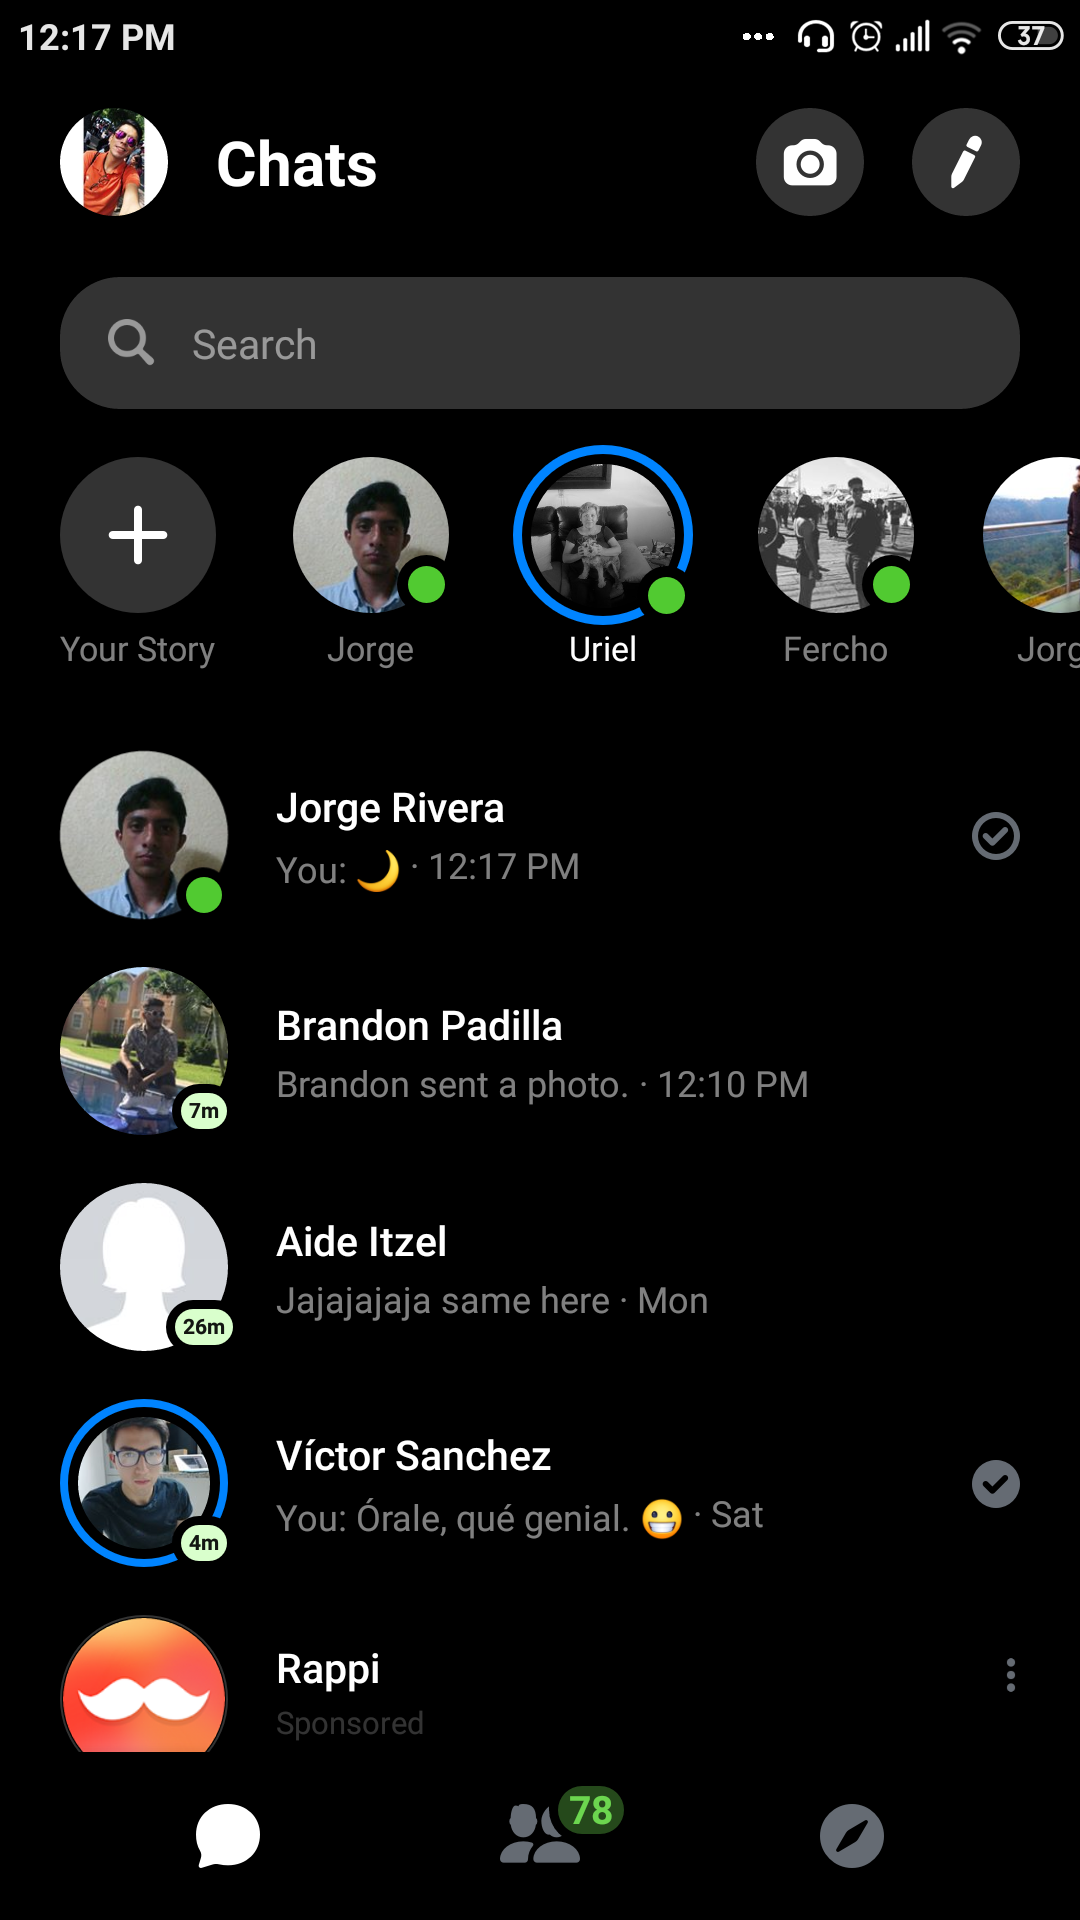 12:17 PM
37
Chats
Search
Your Story
Jorge
Uriel
Fercho
Jorg
Jorge Rivera
You: 🌙 · 12:17 PM
Brandon Padilla
Brandon sent a photo. · 12:10 PM
7m
Aide Itzel
Jajajajaja same here · Mon
26m
Víctor Sanchez
You: Órale, qué genial. 😀 · Sat
4m
Rappi
Sponsored
78